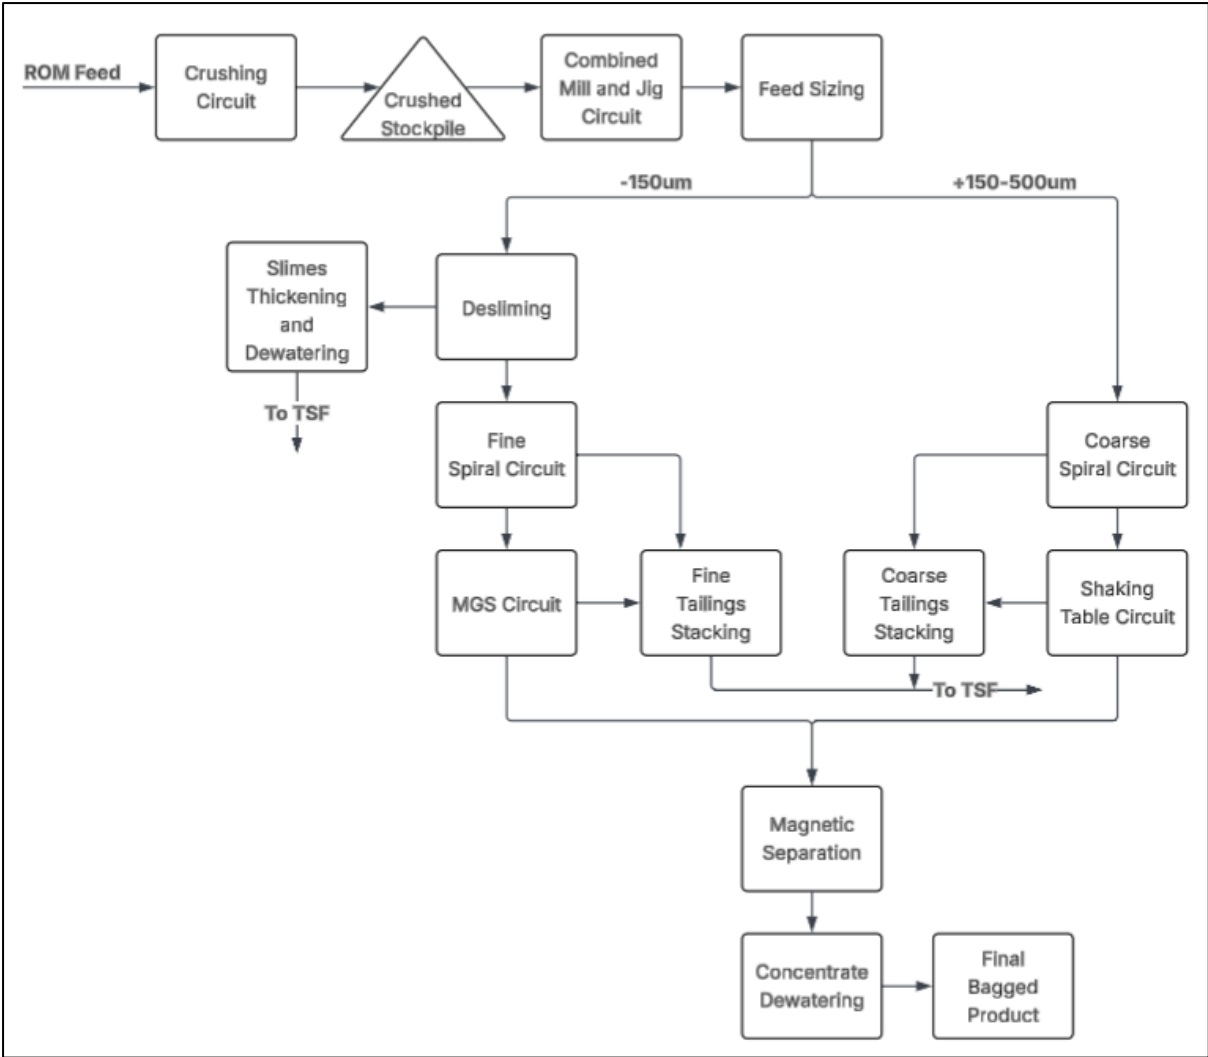 ROM Feed
Crushing
Circuit
Crushed
Stockpile
Combined
Mill and Jig
Circuit
Feed Sizing
-150um
+150-500um
Slimes
Thickening
and
Dewatering
Desliming
To TSF
Fine
Spiral Circuit
Coarse
Spiral Circuit
MGS Circuit
Fine
Tailings
Stacking
Coarse
Tailings
Stacking
Shaking
Table Circuit
To TSF
Magnetic
Separation
Concentrate
Dewatering
Final
Bagged
Product